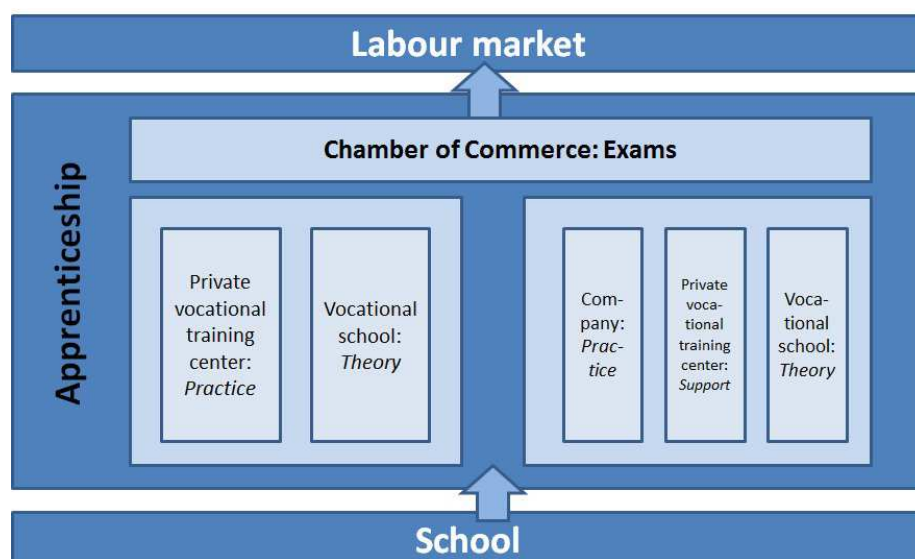 Labour market
Chamber of Commerce: Exams
Apprenticeship
Private
vocational
training
center:
Practice
Vocational
school:
Theory
Com-
pany:
Prac-
tice
Private
voca-
tional
training
center:
Support
Voca-
tional
school:
Theory
School